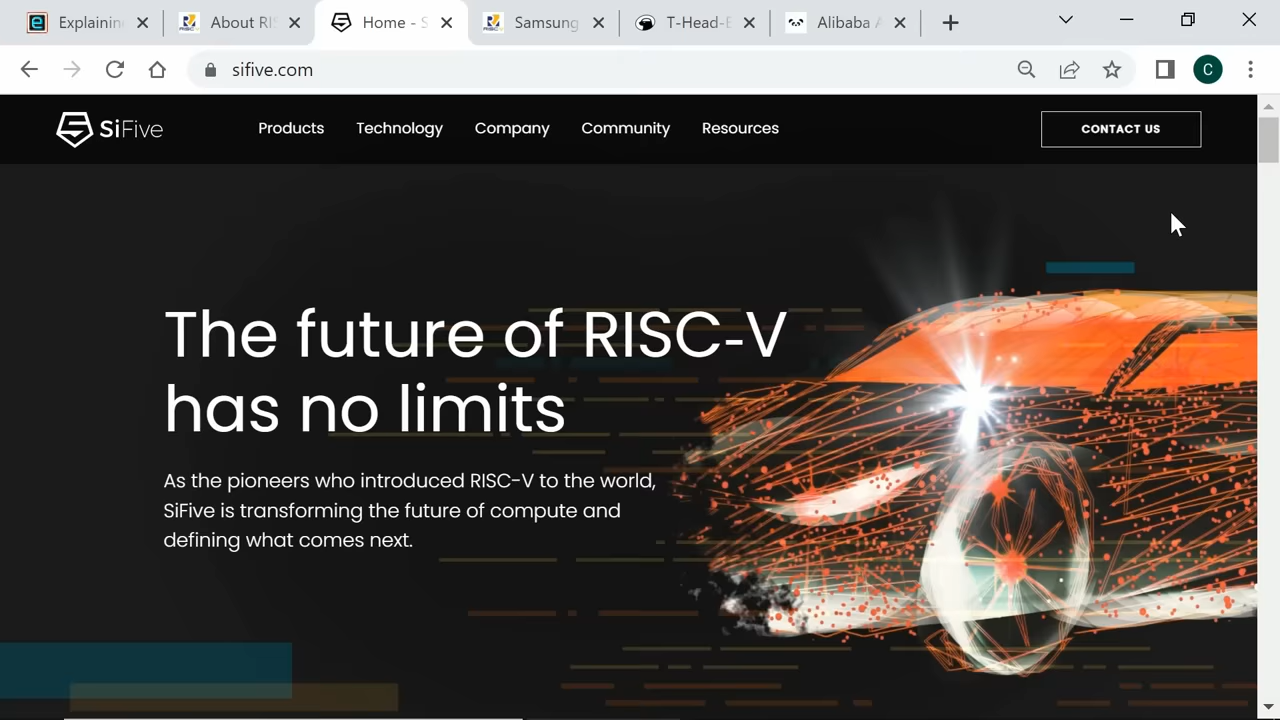 Explainin
About RIS
Home - S
Samsung
T-Head-B
Alibaba A
sifive.com
C
SiFive
Products
Technology
Company
Community
Resources
CONTACT US
The future of RISC-V
has no limits
As the pioneers who introduced RISC-V to the world,
SiFive is transforming the future of compute and
defining what comes next.